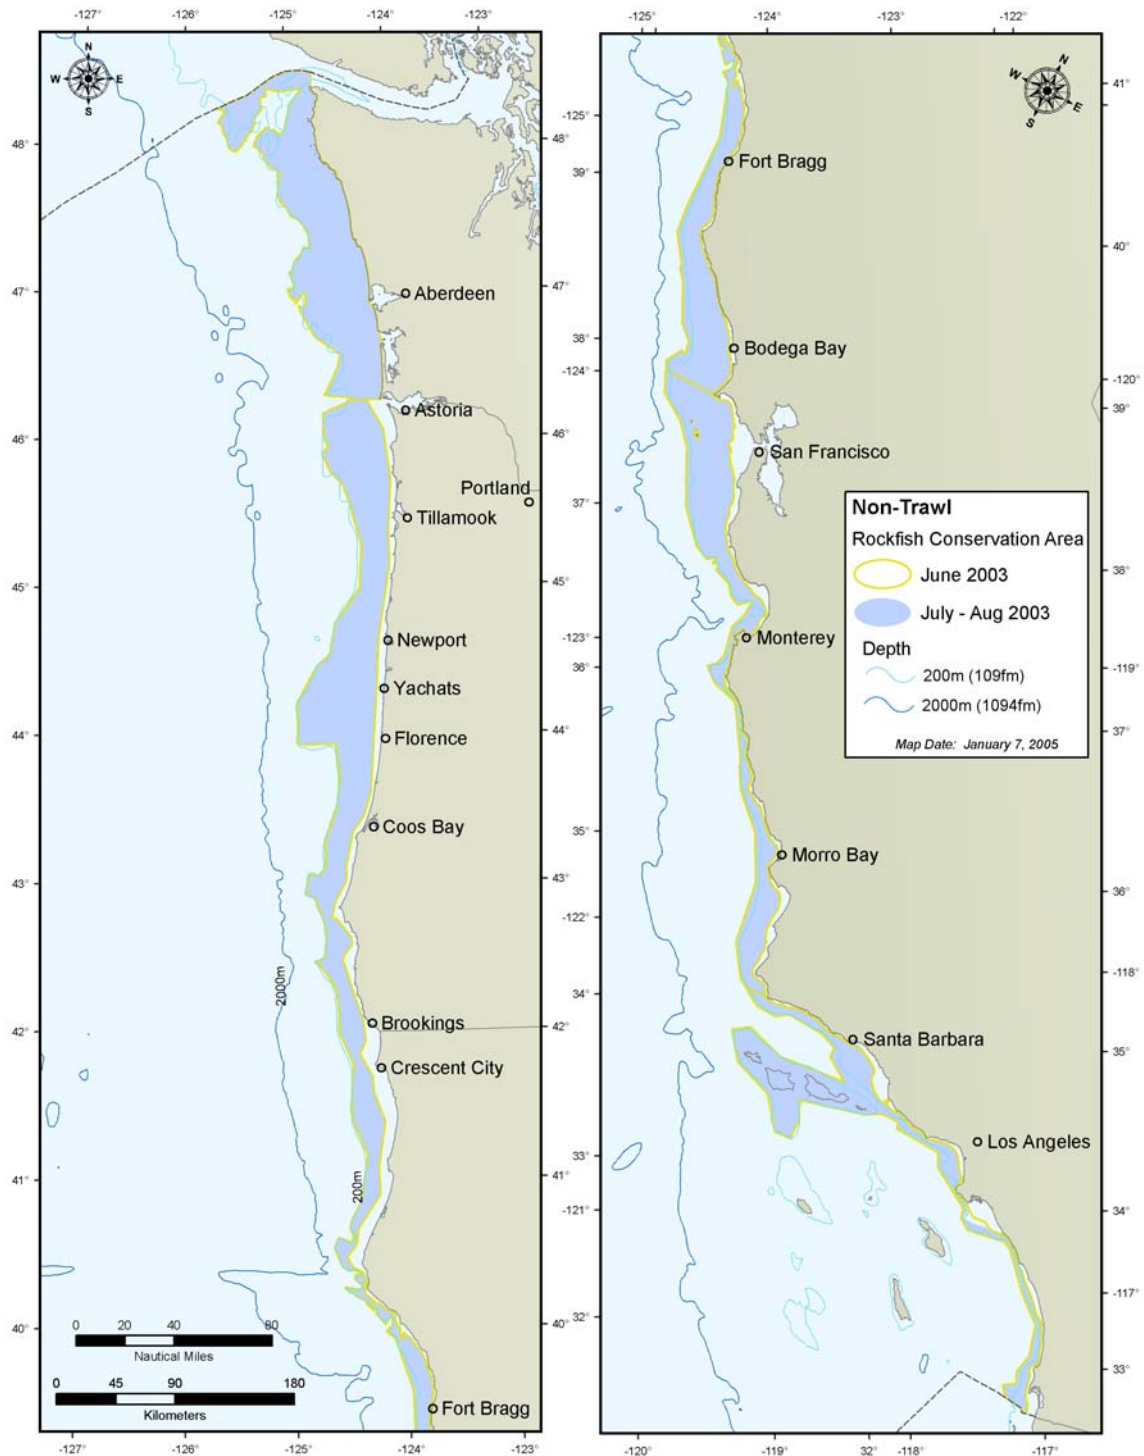 -127° -126° -125° -124° -123°
N
W E
S
48° 48°
47° Aberdeen 47°
Astoria
46° 46°
Portland
Tillamook
45° 45°
Newport
Yachats
44° Florence 44°
Coos Bay
43° 43°
2000m
Brookings
42° 42°
Crescent City
41° 200m 41°
40° 40°
0 20 40 80
Nautical Miles
0 45 90 180
Kilometers
Fort Bragg
-127° -126° -125° -124° -123°
-125° -124° -123° -122°
N
W E
S
41°
-125°
Fort Bragg
39°
40°
38° Bodega Bay
-124° -120°
39°
San Francisco
37°
Non-Trawl
Rockfish Conservation Area
June 2003
July - Aug 2003
Depth
200m (109fm)
2000m (1094fm)
Map Date: January 7, 2005
38°
-123° Monterey
36° -119°
37°
35°
Morro Bay
36°
-122°
-118°
34°
Santa Barbara
35°
Los Angeles
33°
-121° 34°
-117°
32°
33°
-120° -119° 32° -118° -117°